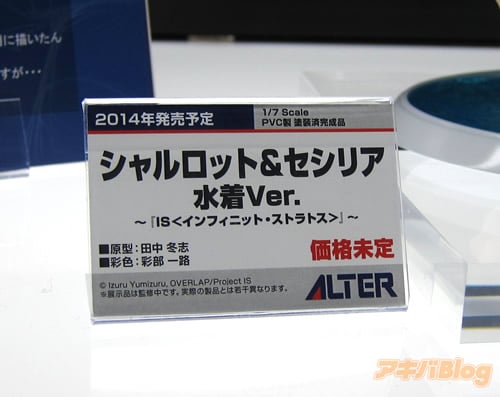 に描いたん
すが・・・
2014年発売予定
1/7 Scale
PVC製 塗装済完成品
シャルロット&セシリア
水着Ver.
～『IS<インフィニット・ストラトス>』～
■原型:田中 冬志
■彩色:彩部 一路
価格未定
© Izuru Yumizuru, OVERLAP/Project IS
※展示品は監修中です。実際の製品とは若干異なります。
ALTER
アキバBlog